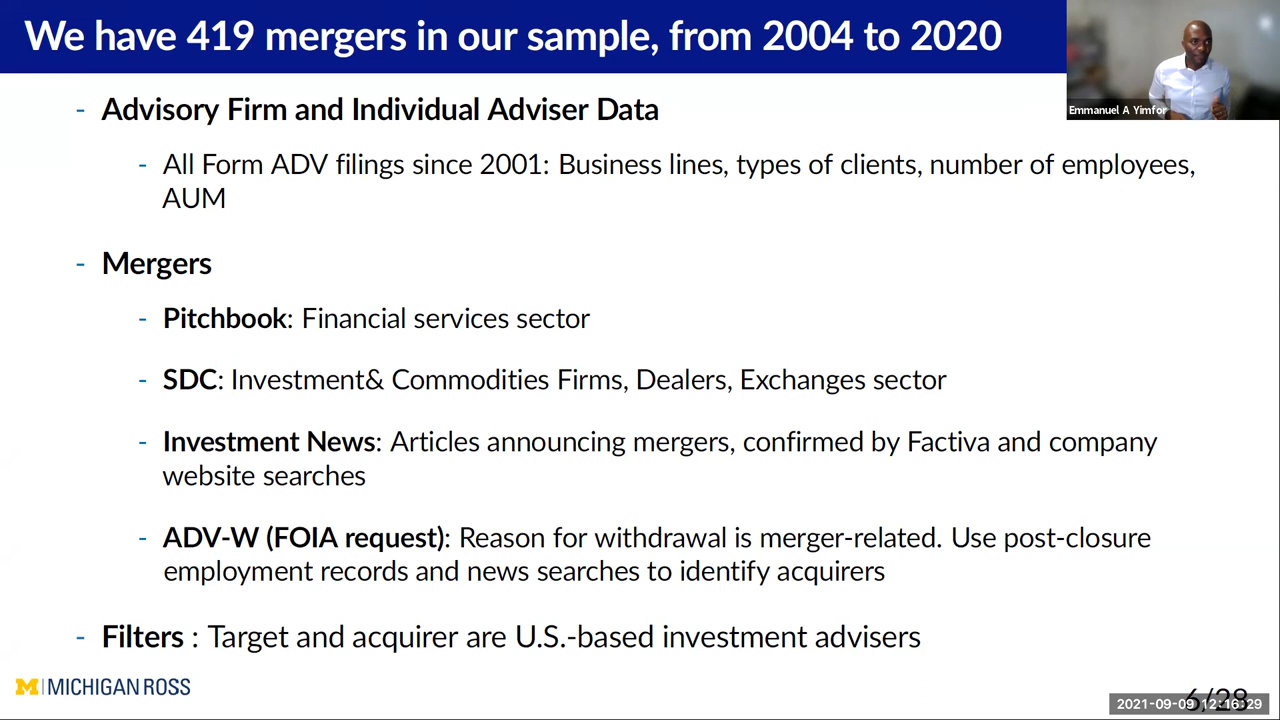 We have 419 mergers in our sample, from 2004 to 2020
Emmanuel A Yimfor
- Advisory Firm and Individual Adviser Data
- All Form ADV filings since 2001: Business lines, types of clients, number of employees,
AUM
- Mergers
- Pitchbook: Financial services sector
- SDC: Investment& Commodities Firms, Dealers, Exchanges sector
- Investment News: Articles announcing mergers, confirmed by Factiva and company
website searches
- ADV-W (FOIA request): Reason for withdrawal is merger-related. Use post-closure
employment records and news searches to identify acquirers
- Filters : Target and acquirer are U.S.-based investment advisers
M | MICHIGAN ROSS
6/28
2021-09-09 12:16:29